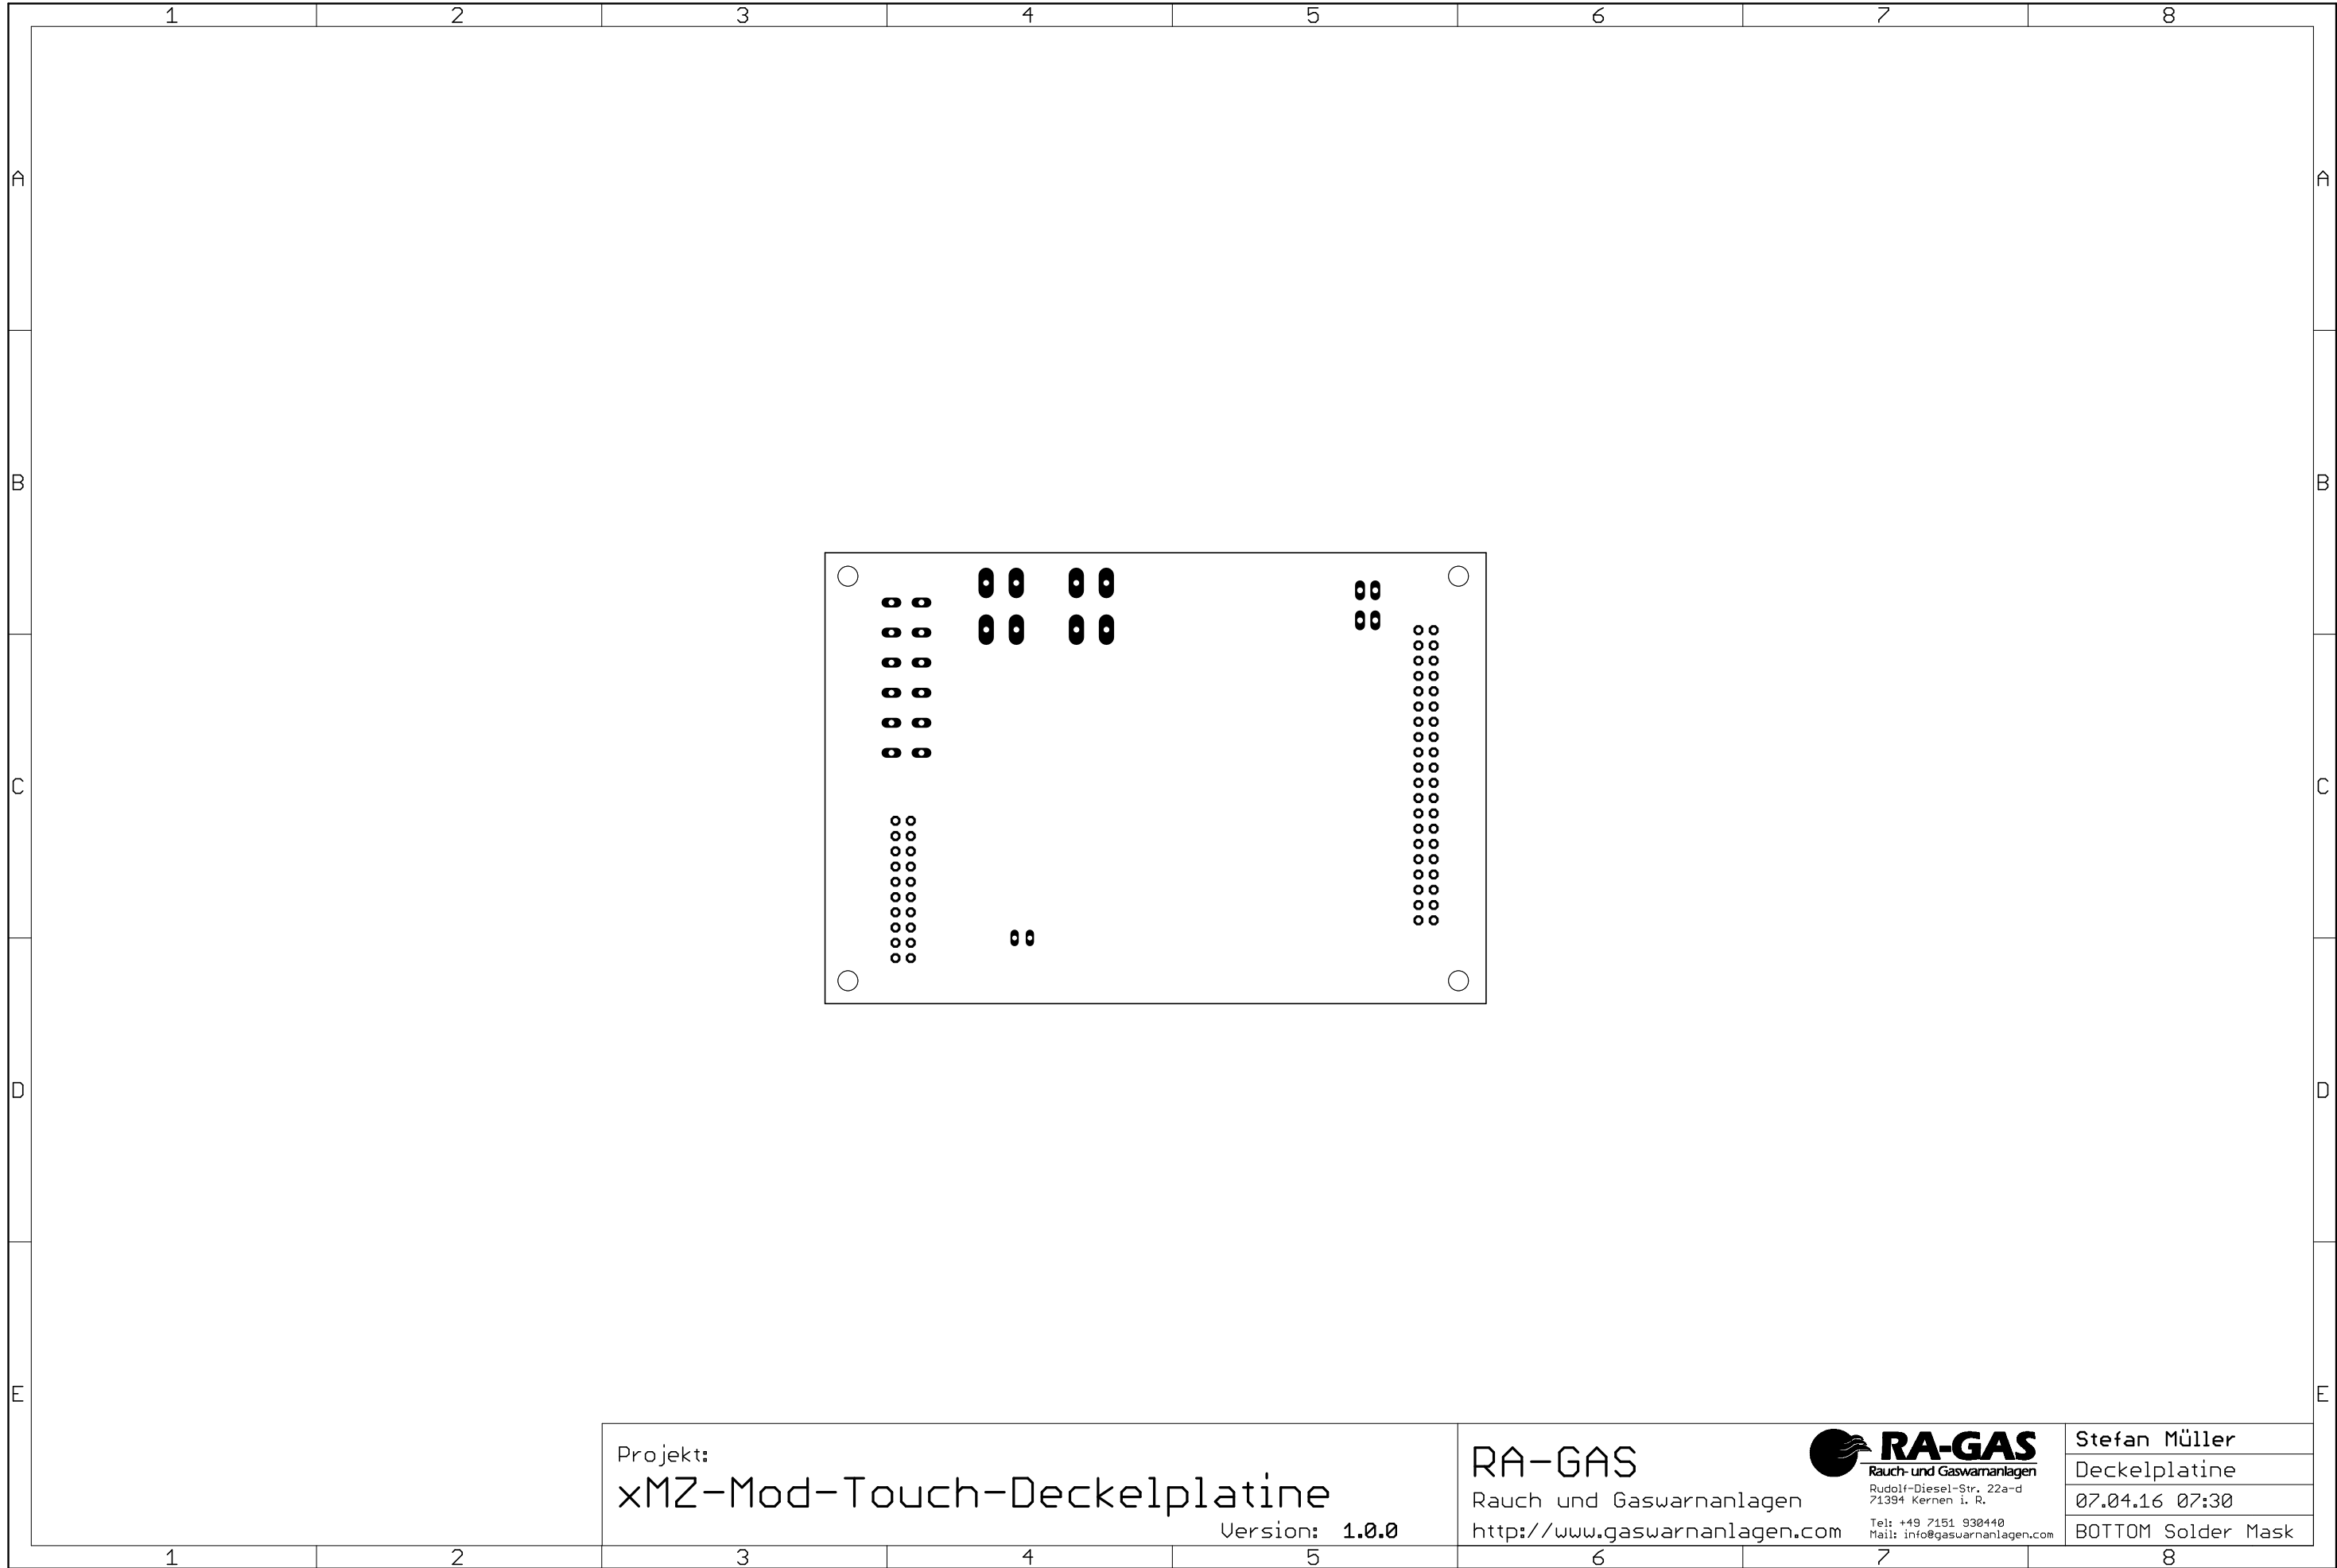 1 2 3 4 5 6 7 8
A A
B B
C C
D D
E E
Projekt:
xMZ-Mod-Touch-Deckelplatine
Version: 1.0.0
RA-GAS
Rauch und Gaswarnanlagen
http://www.gaswarnanlagen.com
RA-GAS
Rauch- und Gaswarnanlagen
Rudolf-Diesel-Str. 22a-d
71394 Kernen i. R.
Tel: +49 7151 930440
Mail: info@gaswarnanlagen.com
Stefan Müller
Deckelplatine
07.04.16 07:30
BOTTOM Solder Mask
1 2 3 4 5 6 7 8